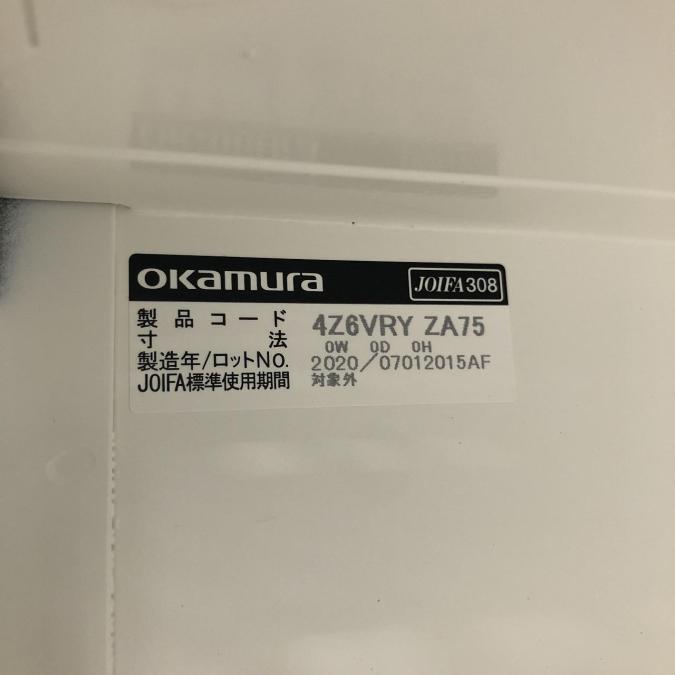 okamura
JOIFA308
製品コード 4Z6VRY ZA75
寸法 0W 0D 0H
製造年/ロットNo. 2020/07012015AF
JOIFA標準使用期間 対象外